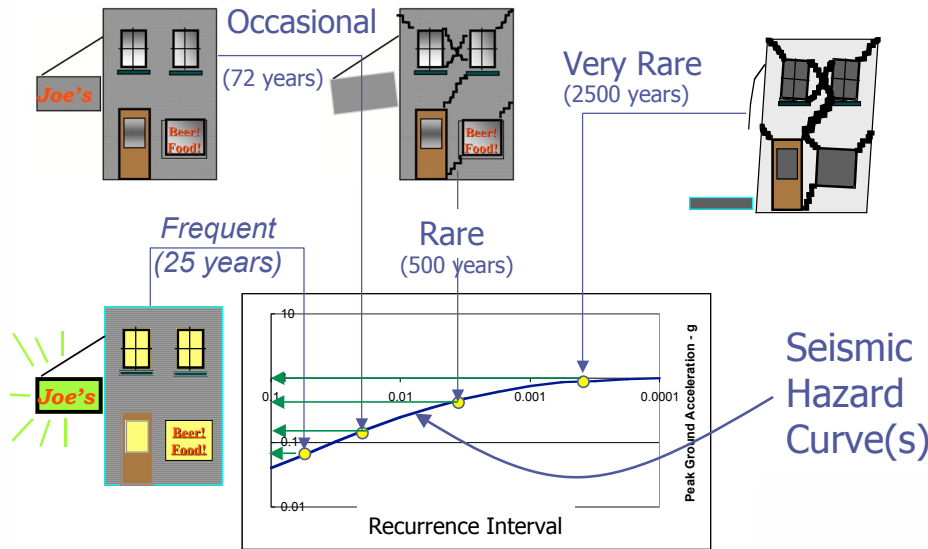 Occasional
(72 years)
Joe's
Beer!
Food!
Beer!
Food!
Very Rare
(2500 years)
Frequent
(25 years)
Rare
(500 years)
Joe's
Beer!
Food!
10
0.1
0.01
0.001
0.0001
0.1
0.01
Peak Ground Acceleration - g
Recurrence Interval
Seismic
Hazard
Curve(s)